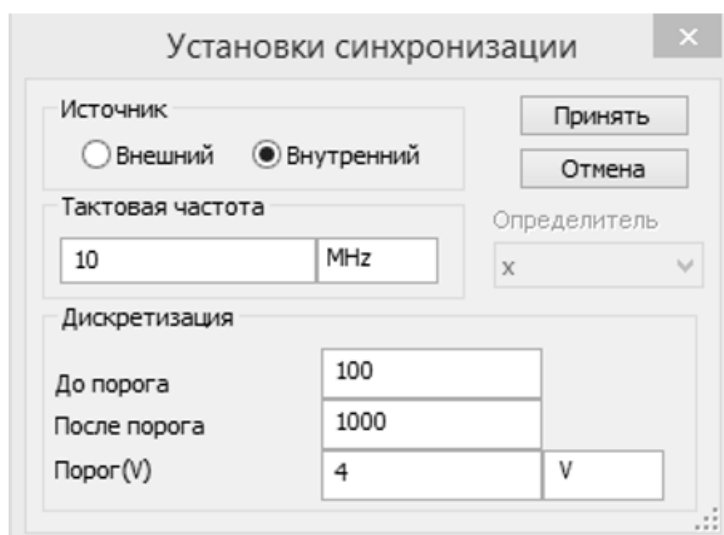 Установки синхронизации
Источник
Внешний Внутренний
Принять
Отмена
Тактовая частота
10 MHz
Определитель
x
Дискретизация
До порога 100
После порога 1000
Порог(V) 4 V